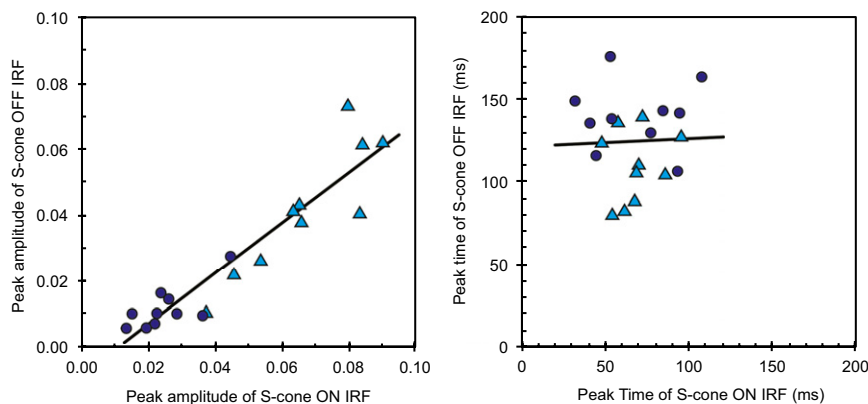 0.10
0.08
0.06
0.04
0.02
0.00
0.00 0.02 0.04 0.06 0.08 0.10
Peak amplitude of S-cone OFF IRF
Peak amplitude of S-cone ON IRF
200
150
100
50
0
0 50 100 150 200
Peak time of S-cone OFF IRF (ms)
Peak Time of S-cone ON IRF (ms)